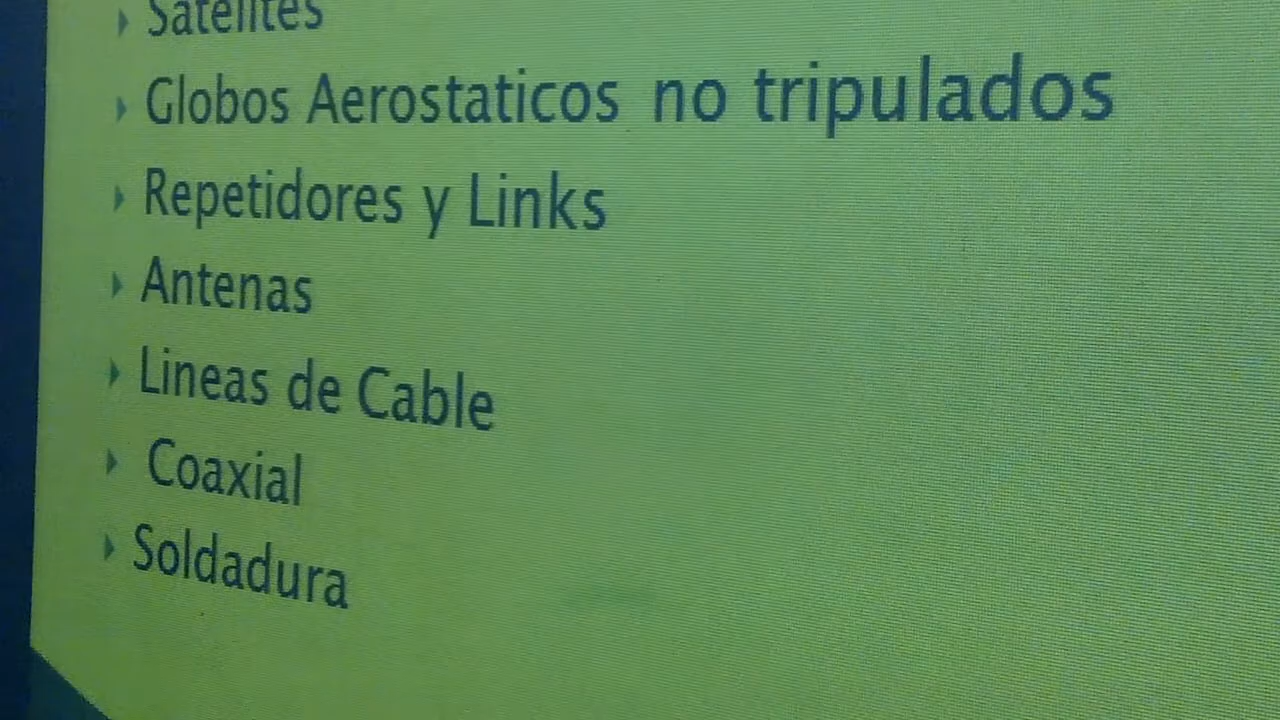 Satelites
Globos Aerostaticos no tripulados
Repetidores y Links
Antenas
Lineas de Cable
Coaxial
Soldadura